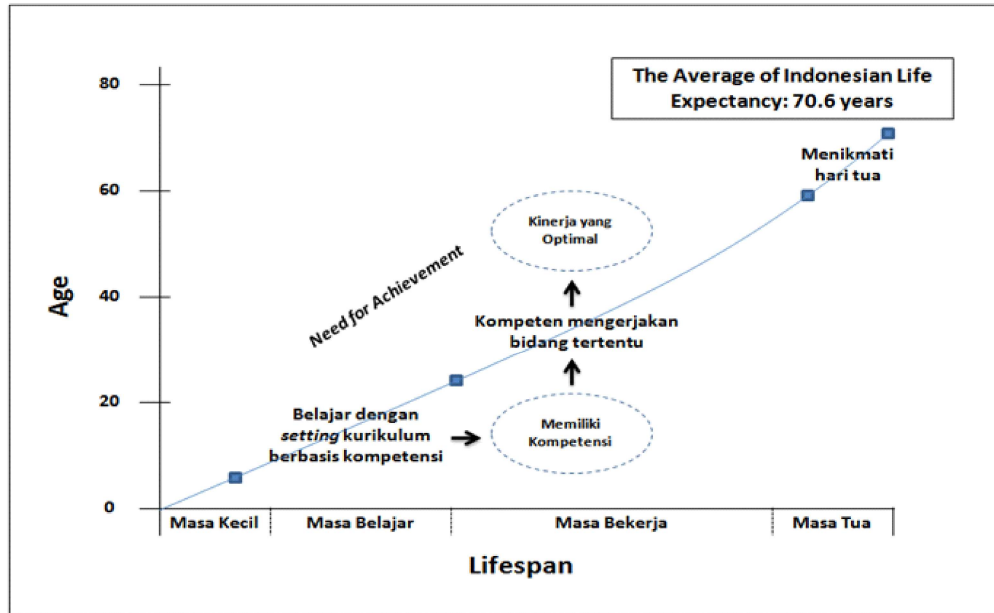 The Average of Indonesian Life
Expectancy: 70.6 years
80
Menikmati
hari tua
60
Kinerja yang
Optimal
Need for Achievement
Age
40
Kompeten mengerjakan
bidang tertentu
20
Belajar dengan
setting kurikulum
berbasis kompetensi
Memiliki
Kompetensi
0
Masa Kecil
Masa Belajar
Masa Bekerja
Masa Tua
Lifespan